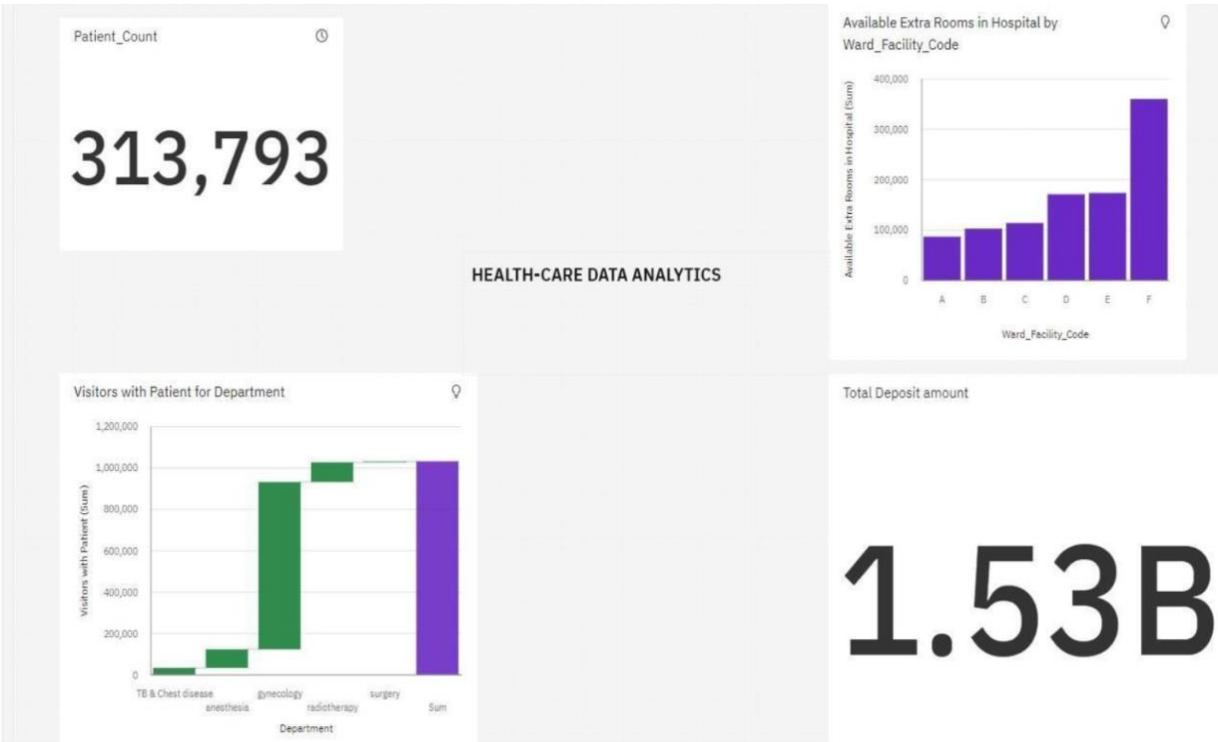 Patient_Count
313,793
Available Extra Rooms in Hospital by
Ward_Facility_Code
Available Extra Rooms in Hospital (Sum)
400,000
300,000
200,000
100,000
0
A B C D E F
Ward_Facility_Code
HEALTH-CARE DATA ANALYTICS
Visitors with Patient for Department
Visitors with Patient (Sum)
1,200,000
1,000,000
800,000
600,000
400,000
200,000
0
TB & Chest disease gynecology surgery
anesthesia radiotherapy Sum
Department
Total Deposit amount
1.53B